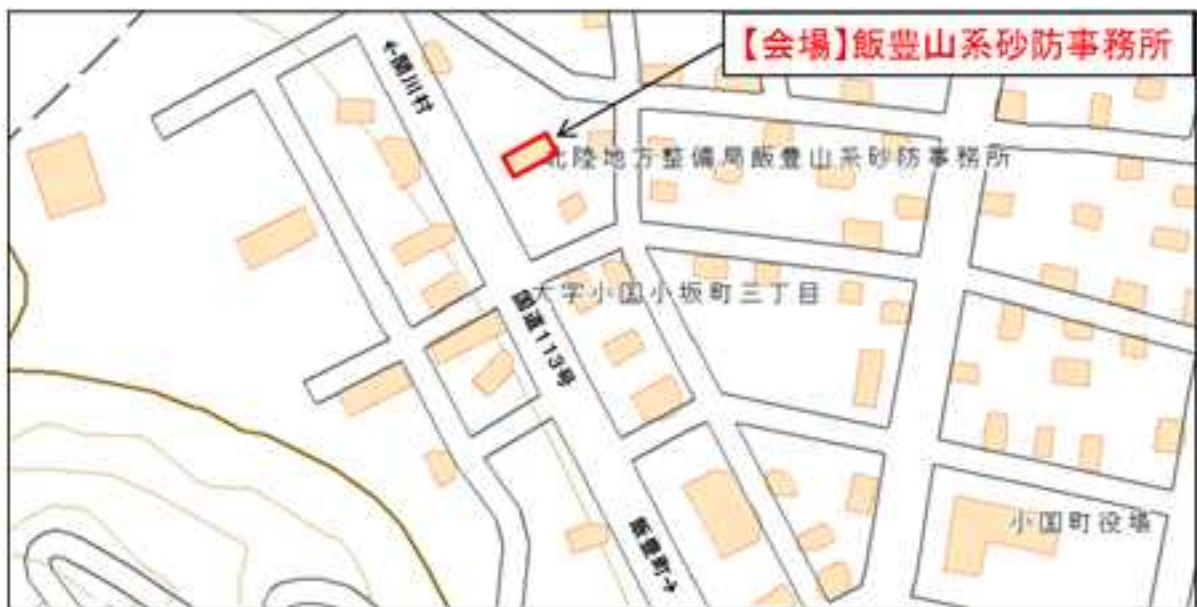 【会場】飯豊山系砂防事務所
←関川村
北陸地方整備局飯豊山系砂防事務所
大字小国小坂町三丁目
国道113号
小国町役場
飯豊町→